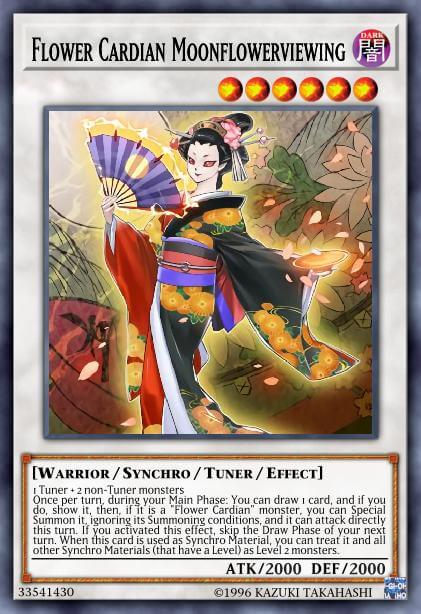 FLOWER CARDIAN MOONFLOWERVIEWING
DARK
闇
[WARRIOR / SYNCHRO / TUNER / EFFECT]
1 Tuner + 2 non-Tuner monsters
Once per turn, during your Main Phase: You can draw 1 card, and if you
do, show it, then, if it is a "Flower Cardian" monster, you can Special
Summon it, ignoring its Summoning conditions, and it can attack directly
this turn. If you activated this effect, skip the Draw Phase of your next
turn. When this card is used as Synchro Material, you can treat it and all
other Synchro Materials (that have a Level) as Level 2 monsters.
ATK/2000 DEF/2000
33541430
©1996 KAZUKI TAKAHASHI